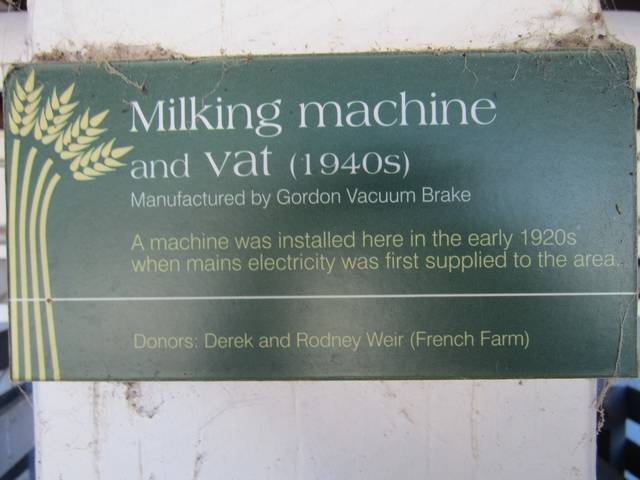 Milking machine
and vat (1940s)
Manufactured by Gordon Vacuum Brake
A machine was installed here in the early 1920s
when mains electricity was first supplied to the area.
Donors: Derek and Rodney Weir (French Farm)